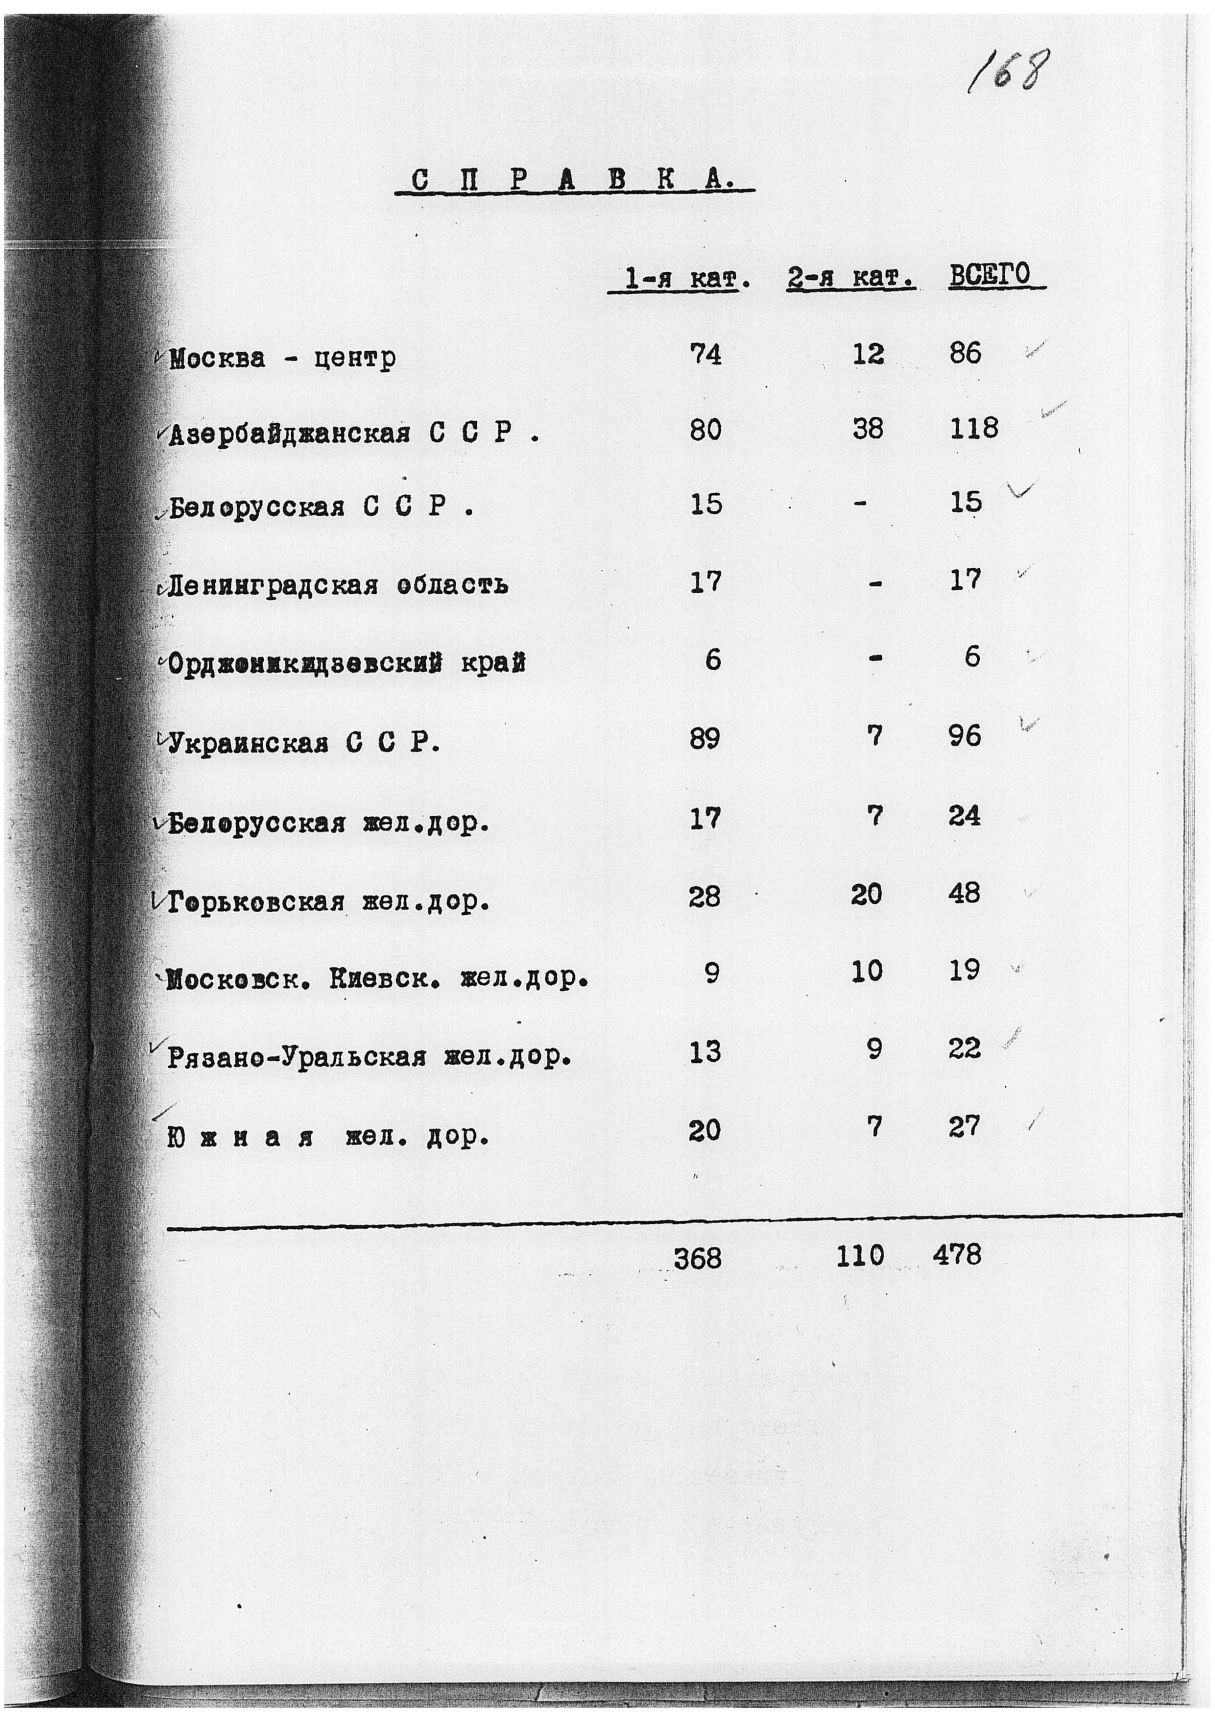 168
С П Р А В К А.
1-я кат. 2-я кат. ВСЕГО
Москва - центр 74 12 86
Азербайджанская С С Р . 80 38 118
Белорусская С С Р . 15 - 15
Ленинградская область 17 - 17
Орджоникидзевский край 6 - 6
Украинская С С Р. 89 7 96
Белорусская жел.дор. 17 7 24
Горьковская жел.дор. 28 20 48
Московск. Киевск. жел.дор. 9 10 19
Рязано-Уральская жел.дор. 13 9 22
Ю ж н а я жел. дор. 20 7 27
368 110 478